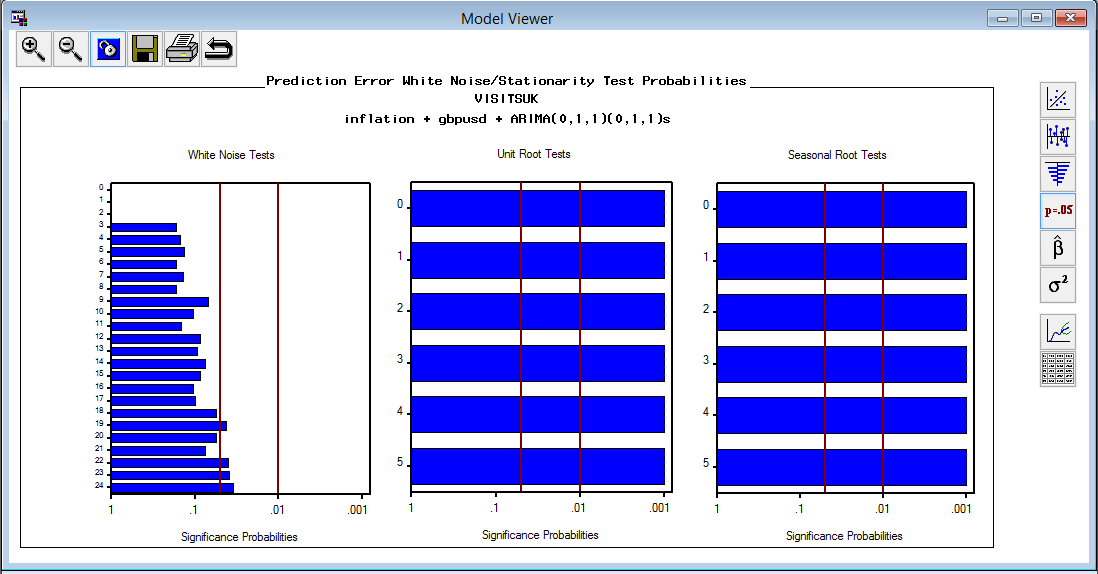 Model Viewer
Prediction Error White Noise/Stationarity Test Probabilities
VISITSUK
inflation + gbpusd + ARIMA(0,1,1)(0,1,1)s
White Noise Tests
Unit Root Tests
Seasonal Root Tests
0
1
2
3
4
5
6
7
8
9
10
11
12
13
14
15
16
17
18
19
20
21
22
23
24
1 .1 .01 .001
Significance Probabilities
0
1
2
3
4
5
1 .1 .01 .001
Significance Probabilities
0
1
2
3
4
5
1 .1 .01 .001
Significance Probabilities
p=.05
β̂
σ²